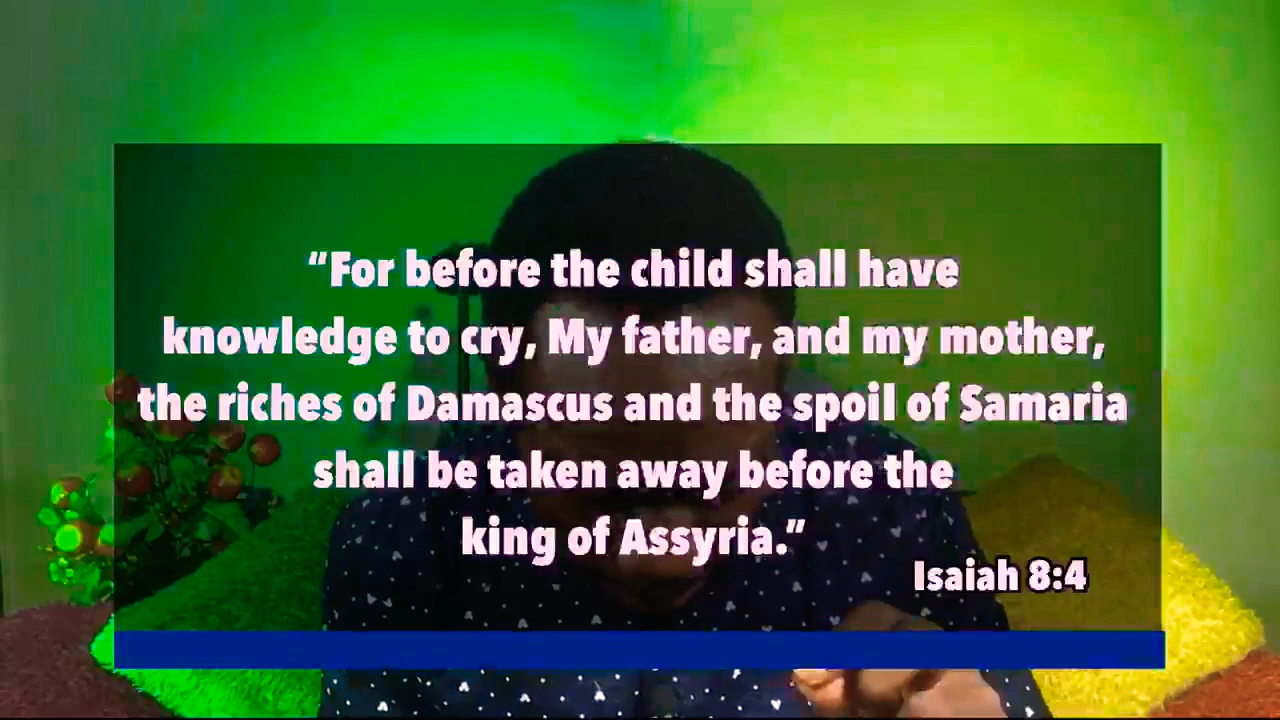 “For before the child shall have
knowledge to cry, My father, and my mother,
the riches of Damascus and the spoil of Samaria
shall be taken away before the
king of Assyria.”
Isaiah 8:4